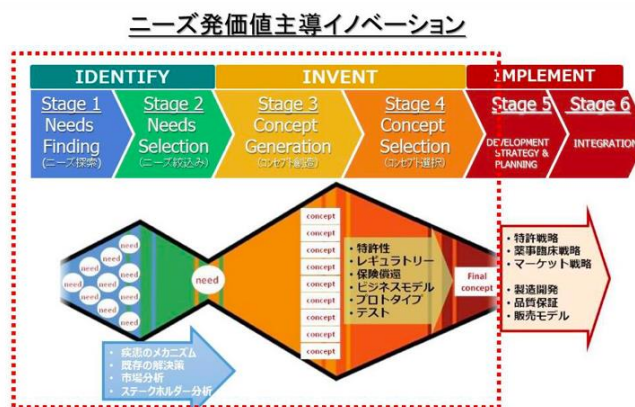 ニーズ発価値主導イノベーション
IDENTIFY
INVENT
IMPLEMENT
Stage 1
Needs
Finding
(ニーズ探索)
Stage 2
Needs
Selection
(ニーズ絞込み)
Stage 3
Concept
Generation
(コンセプト創造)
Stage 4
Concept
Selection
(コンセプト選択)
Stage 5
DEVELOPMENT
STRATEGY &
PLANNING
Stage 6
INTEGRATION
need
need
need
need
need
need
need
need
need
need
need
concept
concept
concept
concept
concept
concept
concept
concept
concept
concept
・特許性
・レギュラトリー
・保険償還
・ビジネスモデル
・プロトタイプ
・テスト
Final
concept
・特許戦略
・薬事臨床戦略
・マーケット戦略
・製造開発
・品質保証
・販売モデル
・疾患のメカニズム
・既存の解決策
・市場分析
・ステークホルダー分析